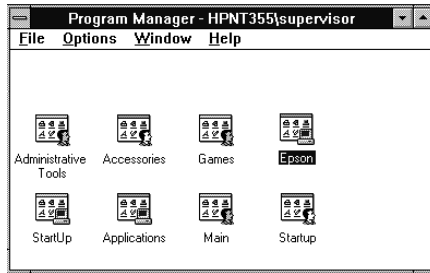 Program Manager - HPNT355\supervisor
File Options Window Help
Administrative Tools Accessories Games Epson
StartUp Applications Main Startup